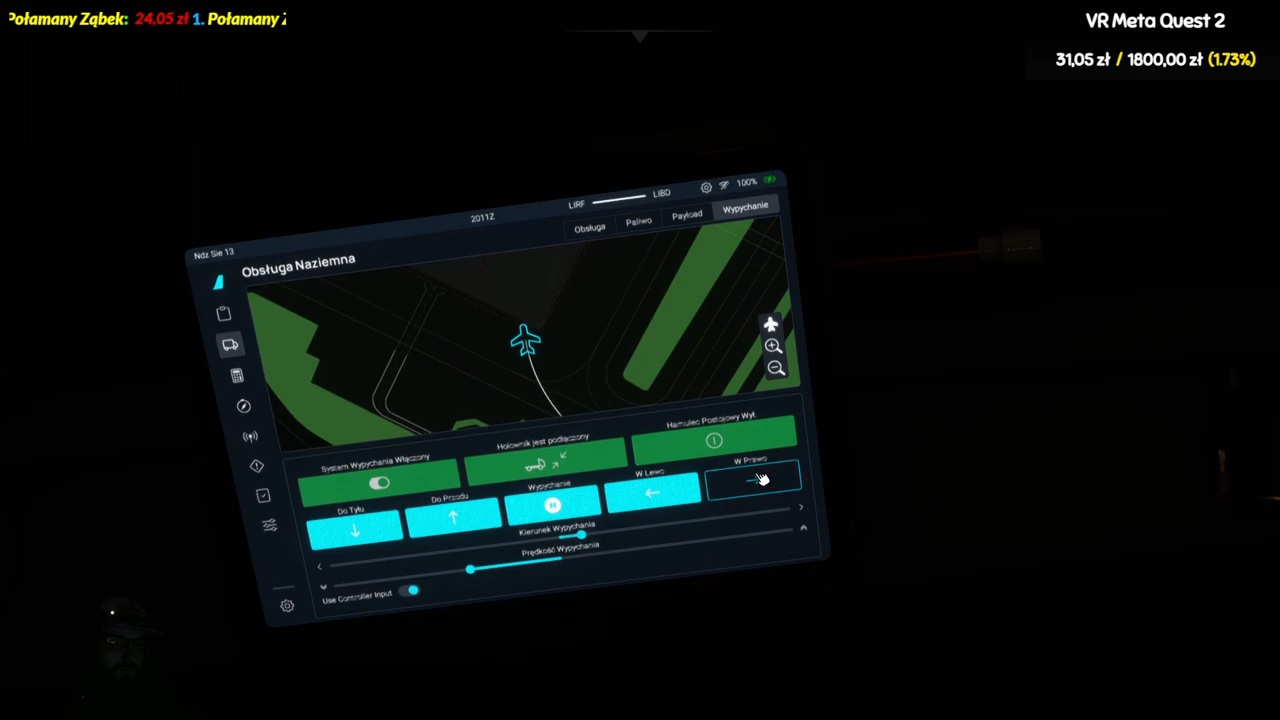 Połamany Ząbek: 24,05 zł 1. Połamany
VR Meta Quest 2
31,05 zł / 1800,00 zł (1.73%)
Ndz Sie 13
2011Z
LIRF
LIBD
100%
Obsługa Naziemna
Obsługa
Paliwo
Payload
Wypychanie
System Wypychania Włączony
Holownik jest podłączony
Hamulec Postojowy Wył.
Do Tyłu
Do Przodu
Wypychanie
W Lewo
W Prawo
Kierunek Wypychania
Prędkość Wypychania
Use Controller Input